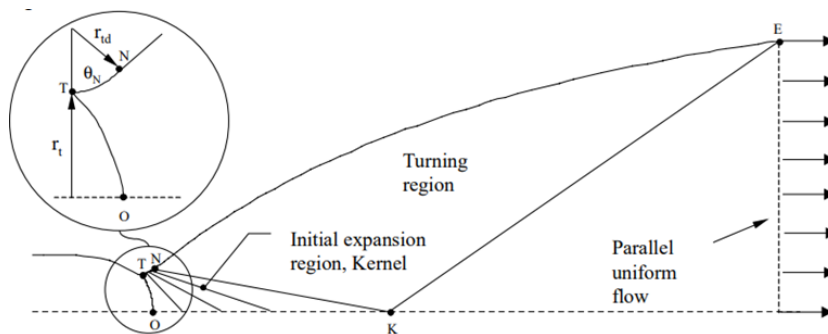 r_td
N
θ_N
T
r_t
O
E
Turning
region
Initial expansion
region, Kernel
T N
O
K
Parallel
uniform
flow